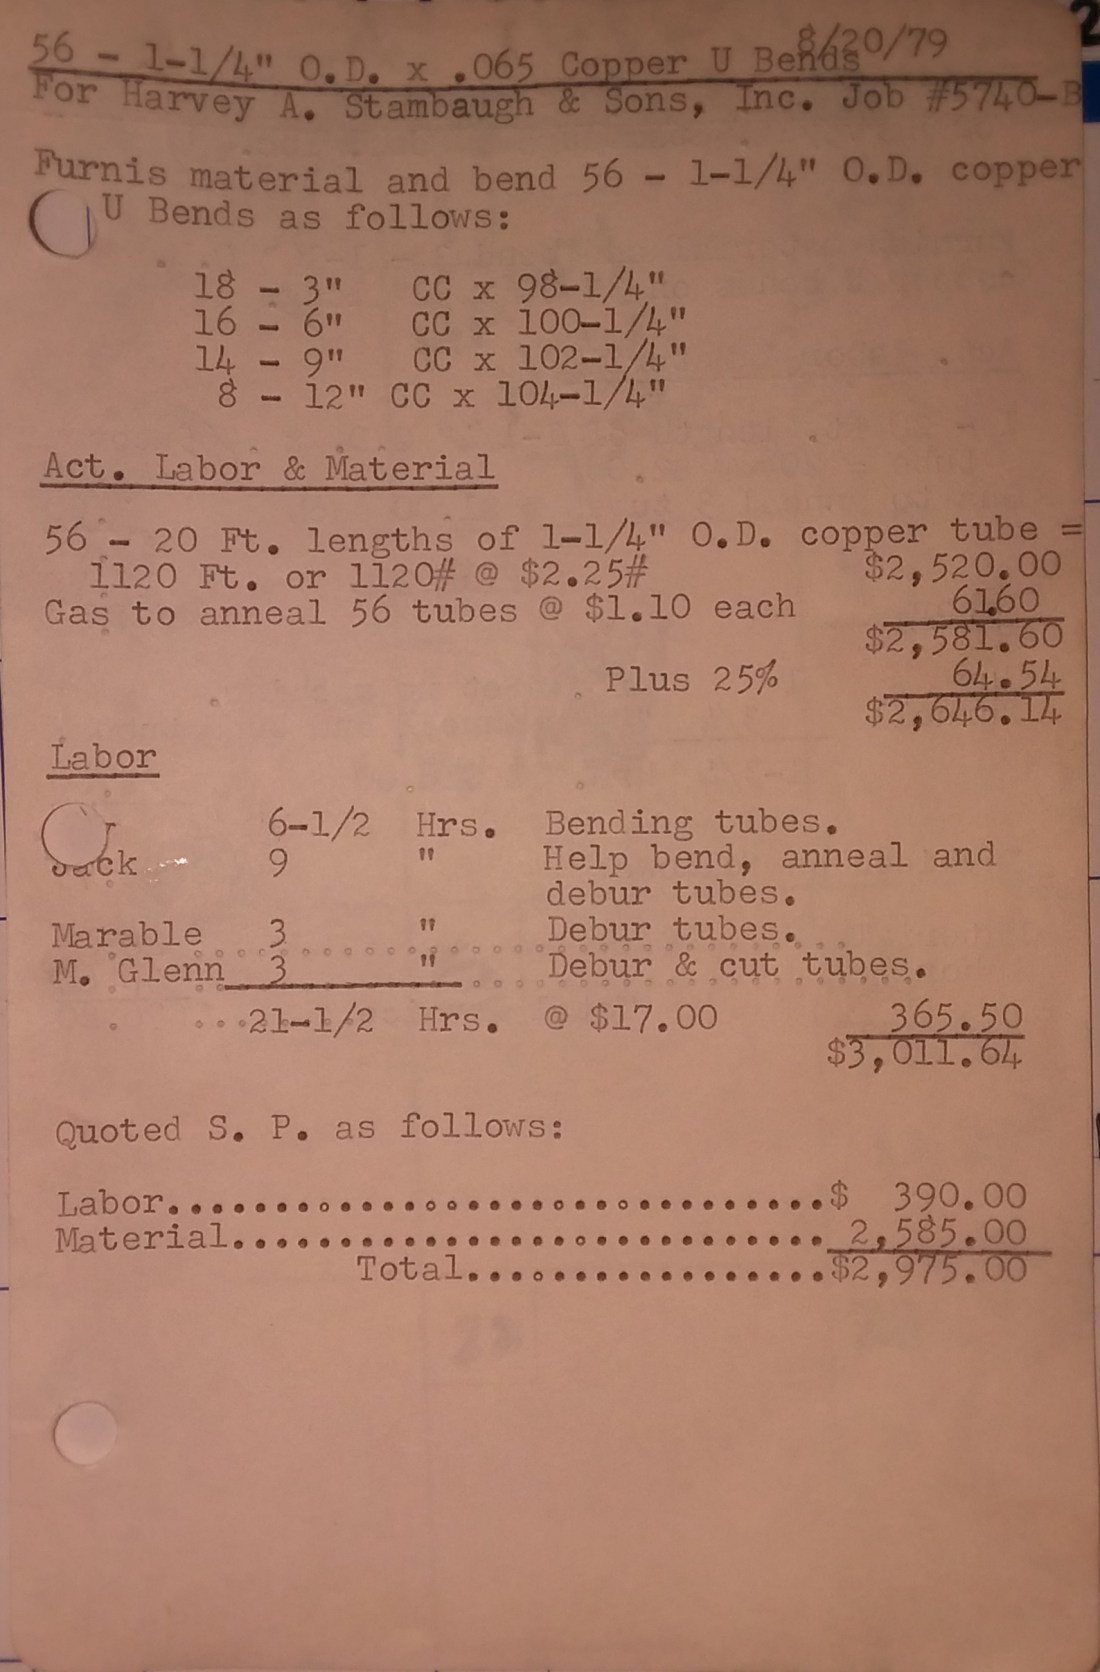 8/20/79
56 - 1-1/4" O.D. x .065 Copper U Bends
For Harvey A. Stambaugh & Sons, Inc. Job #5740-B
Furnis material and bend 56 - 1-1/4" O.D. copper
U Bends as follows:
18 - 3" CC x 98-1/4"
16 - 6" CC x 100-1/4"
14 - 9" CC x 102-1/4"
8 - 12" CC x 104-1/4"
Act. Labor & Material
56 - 20 Ft. lengths of 1-1/4" O.D. copper tube =
1120 Ft. or 1120# @ $2.25# $2,520.00
Gas to anneal 56 tubes @ $1.10 each 61.60
$2,581.60
Plus 25% 64.54
$2,646.14
Labor
6-1/2 Hrs. Bending tubes.
Jack 9 " Help bend, anneal and
debur tubes.
Marable 3 " Debur tubes.
M. Glenn 3 " Debur & cut tubes.
21-1/2 Hrs. @ $17.00 365.50
$3,011.64
Quoted S. P. as follows:
Labor...............................$ 390.00
Material............................ 2,585.00
Total.................$2,975.00